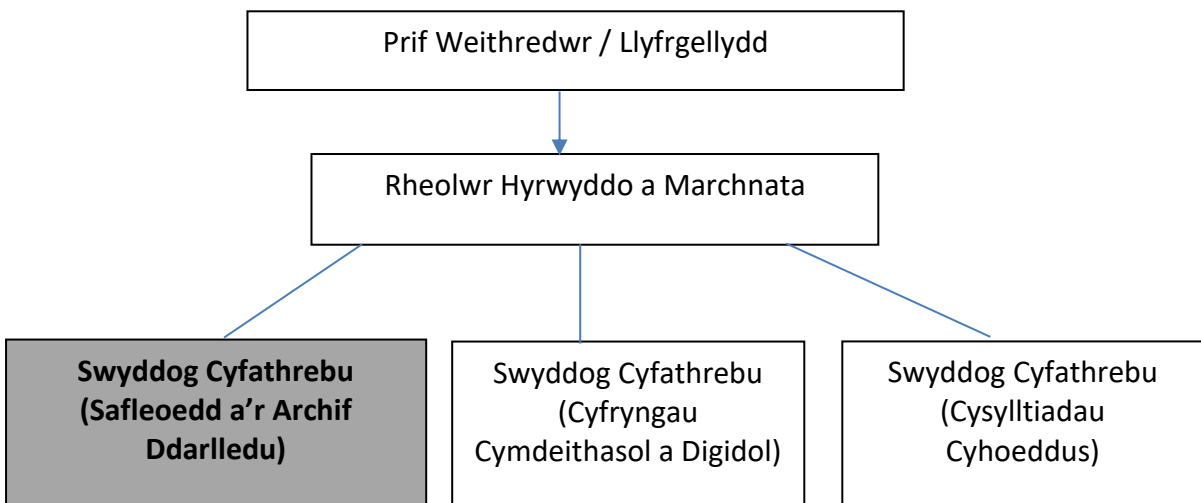 Prif Weithredwr / Llyfrgellydd
Rheolwr Hyrwyddo a Marchnata
Swyddog Cyfathrebu
(Safleoedd a'r Archif
Ddarlledu)
Swyddog Cyfathrebu
(Cyfryngau
Cymdeithasol a Digidol)
Swyddog Cyfathrebu
(Cysylltiadau
Cyhoeddus)